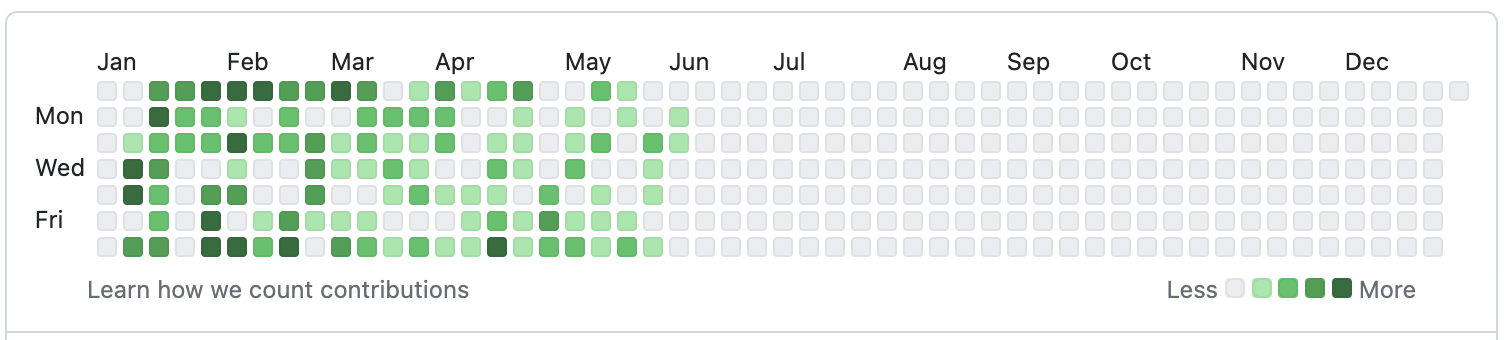 Jan Feb Mar Apr May Jun Jul Aug Sep Oct Nov Dec
Mon
Wed
Fri
Learn how we count contributions Less More